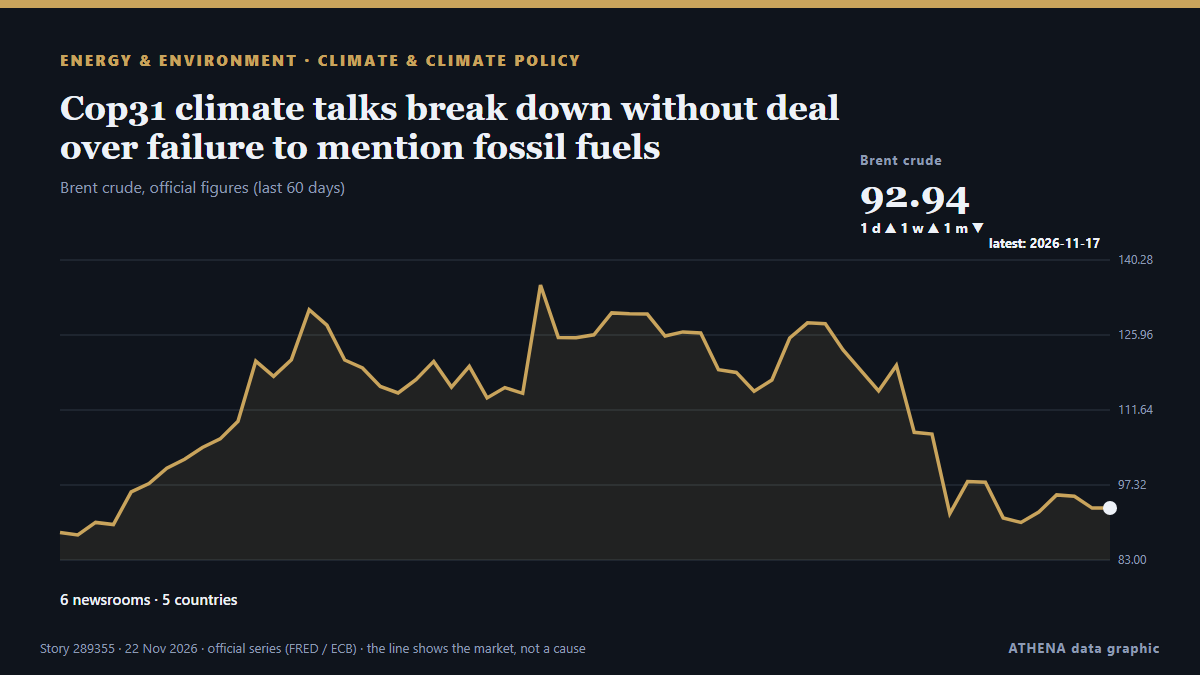 ENERGY & ENVIRONMENT · CLIMATE & CLIMATE POLICY
Cop31 climate talks break down without deal
over failure to mention fossil fuels
Brent crude, official figures (last 60 days)
Brent crude
92.94
1 d ▲ 1 w ▲ 1 m ▼
latest: 2026-11-17
140.28
125.96
111.64
97.32
83.00
6 newsrooms · 5 countries
Story 289355 · 22 Nov 2026 · official series (FRED / ECB) · the line shows the market, not a cause
ATHENA data graphic